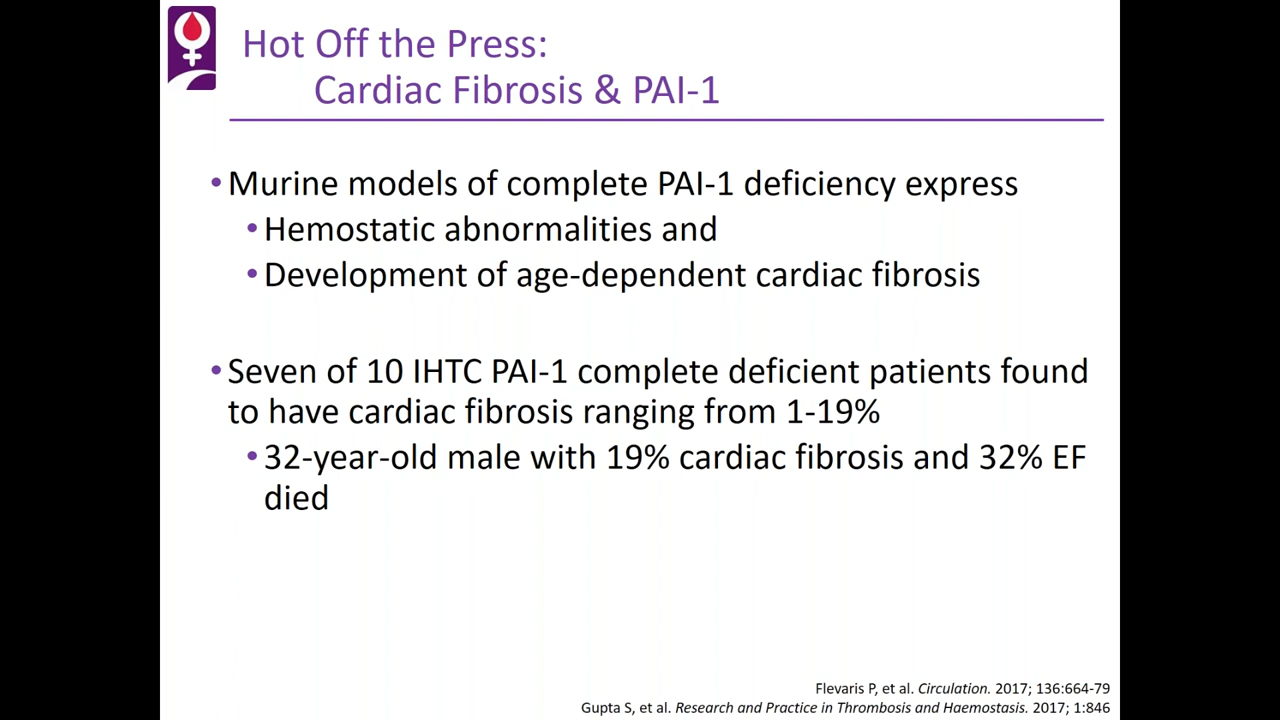 Hot Off the Press:
Cardiac Fibrosis & PAI-1
• Murine models of complete PAI-1 deficiency express
• Hemostatic abnormalities and
• Development of age-dependent cardiac fibrosis
• Seven of 10 IHTC PAI-1 complete deficient patients found
to have cardiac fibrosis ranging from 1-19%
• 32-year-old male with 19% cardiac fibrosis and 32% EF
died
Flevaris P, et al. Circulation. 2017; 136:664-79
Gupta S, et al. Research and Practice in Thrombosis and Haemostasis. 2017; 1:846